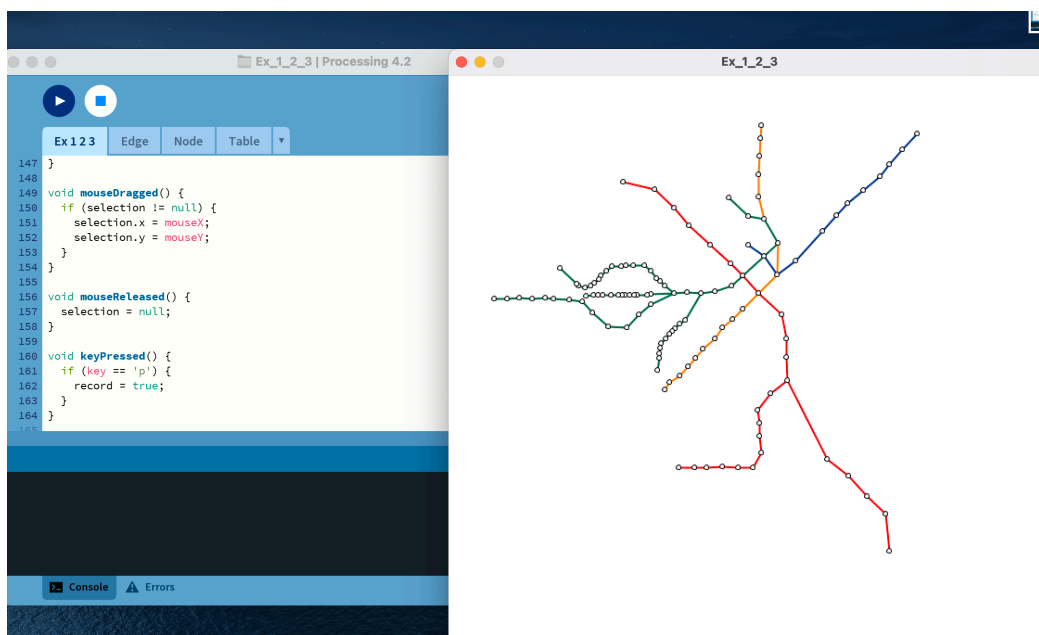 Ex_1_2_3 | Processing 4.2
Ex_1_2_3
Ex 1 2 3 Edge Node Table ▼
147 }
148
149 void mouseDragged() {
150   if (selection != null) {
151     selection.x = mouseX;
152     selection.y = mouseY;
153   }
154 }
155
156 void mouseReleased() {
157   selection = null;
158 }
159
160 void keyPressed() {
161   if (key == 'p') {
162     record = true;
163   }
164 }
165
Console Errors